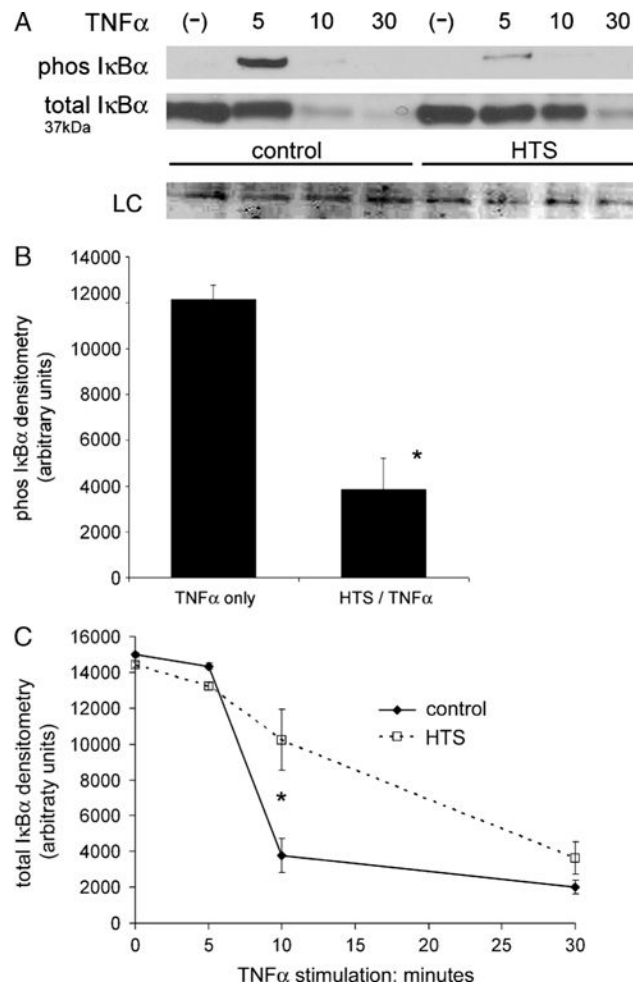 A
TNFα (-) 5 10 30 (-) 5 10 30
phos IκBα
total IκBα
37kDa
control HTS
LC
B
14000
12000
10000
8000
6000
4000
2000
0
phos IκBα densitometry
(arbitrary units)
*
TNFα only HTS / TNFα
C
16000
14000
12000
10000
8000
6000
4000
2000
0
total IκBα densitometry
(arbitraty units)
control
HTS
*
0 5 10 15 20 25 30
TNFα stimulation: minutes